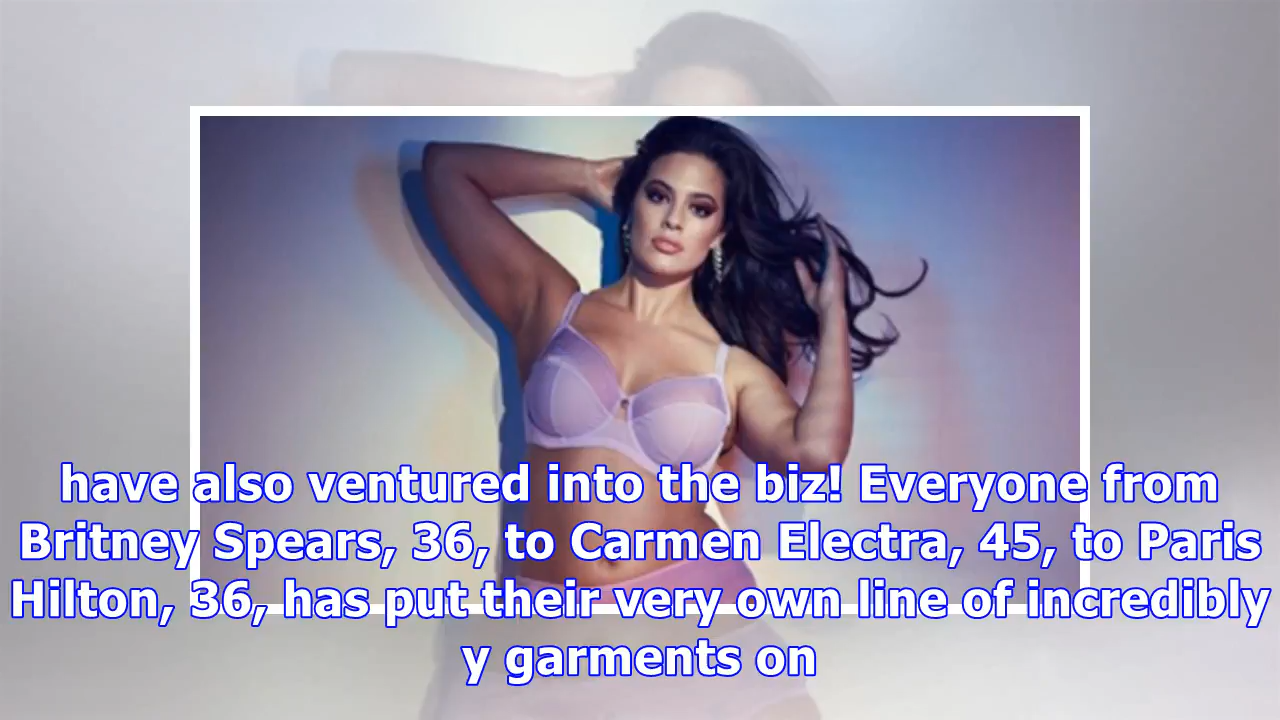 have also ventured into the biz! Everyone from
Britney Spears, 36, to Carmen Electra, 45, to Paris
Hilton, 36, has put their very own line of incredibly
y garments on